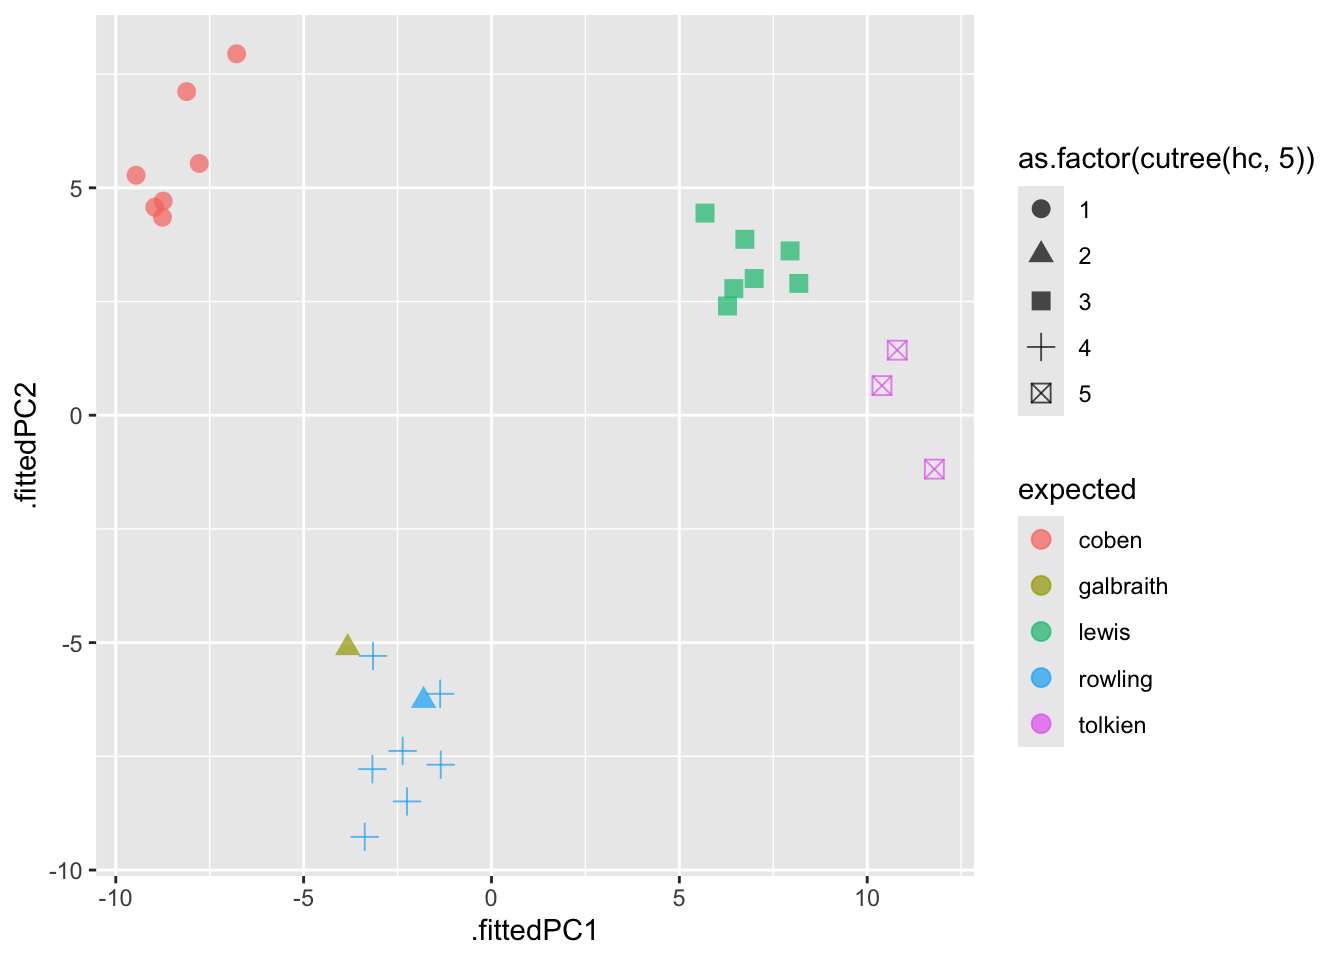 5
0
-5
-10
.fittedPC2
-10
-5
0
5
10
.fittedPC1
as.factor(cutree(hc, 5))
1
2
3
4
5
expected
coben
galbraith
lewis
rowling
tolkien